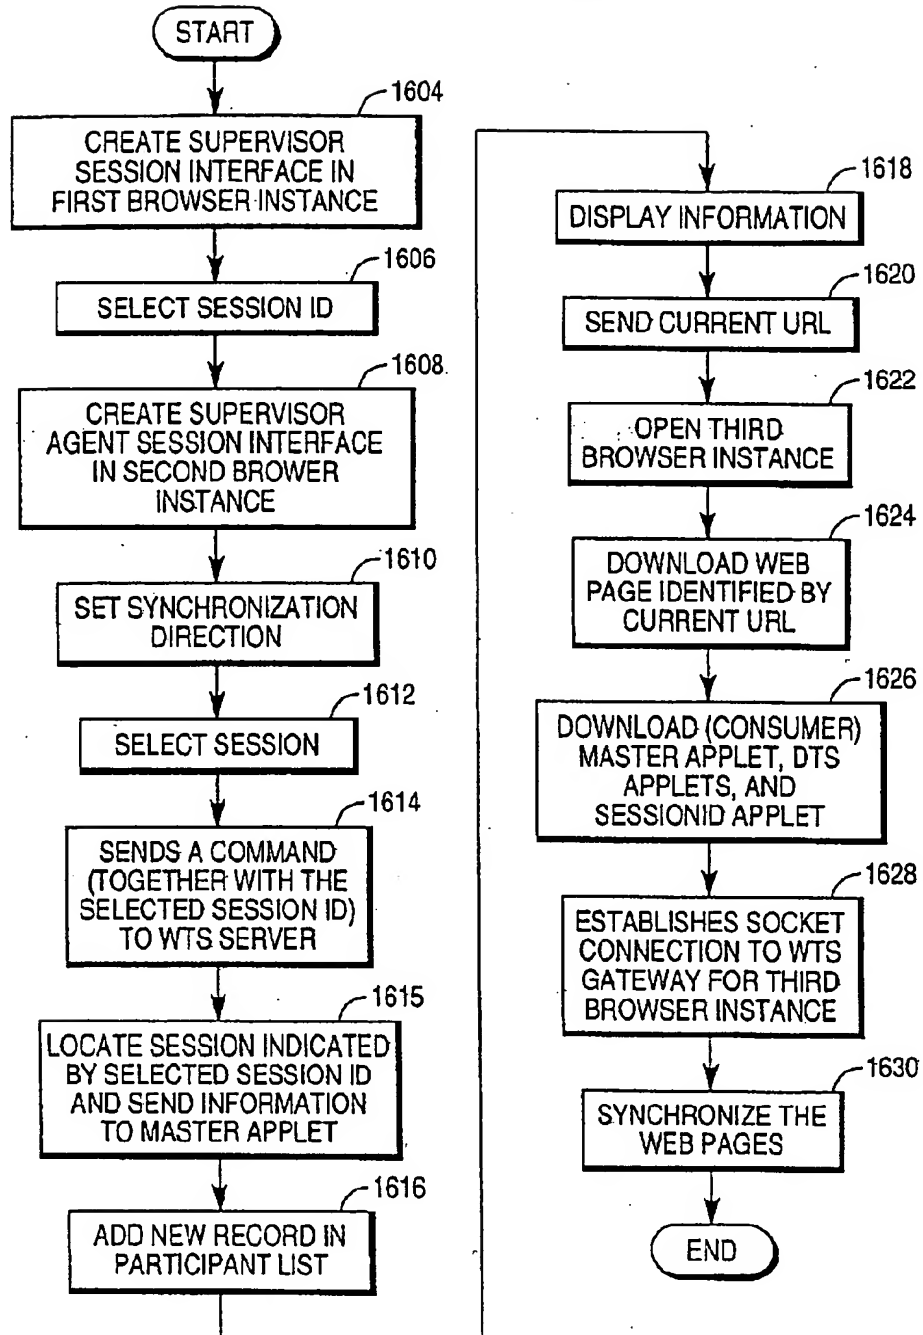 START
1604
CREATE SUPERVISOR
SESSION INTERFACE IN
FIRST BROWSER INSTANCE
1606
SELECT SESSION ID
1608
CREATE SUPERVISOR
AGENT SESSION INTERFACE
IN SECOND BROWER
INSTANCE
1610
SET SYNCHRONIZATION
DIRECTION
1612
SELECT SESSION
1614
SENDS A COMMAND
(TOGETHER WITH THE
SELECTED SESSION ID)
TO WTS SERVER
1615
LOCATE SESSION INDICATED
BY SELECTED SESSION ID
AND SEND INFORMATION
TO MASTER APPLET
1616
ADD NEW RECORD IN
PARTICIPANT LIST
1618
DISPLAY INFORMATION
1620
SEND CURRENT URL
1622
OPEN THIRD
BROWSER INSTANCE
1624
DOWNLOAD WEB
PAGE IDENTIFIED BY
CURRENT URL
1626
DOWNLOAD (CONSUMER)
MASTER APPLET, DTS
APPLETS, AND
SESSIONID APPLET
1628
ESTABLISHES SOCKET
CONNECTION TO WTS
GATEWAY FOR THIRD
BROWSER INSTANCE
1630
SYNCHRONIZE THE
WEB PAGES
END